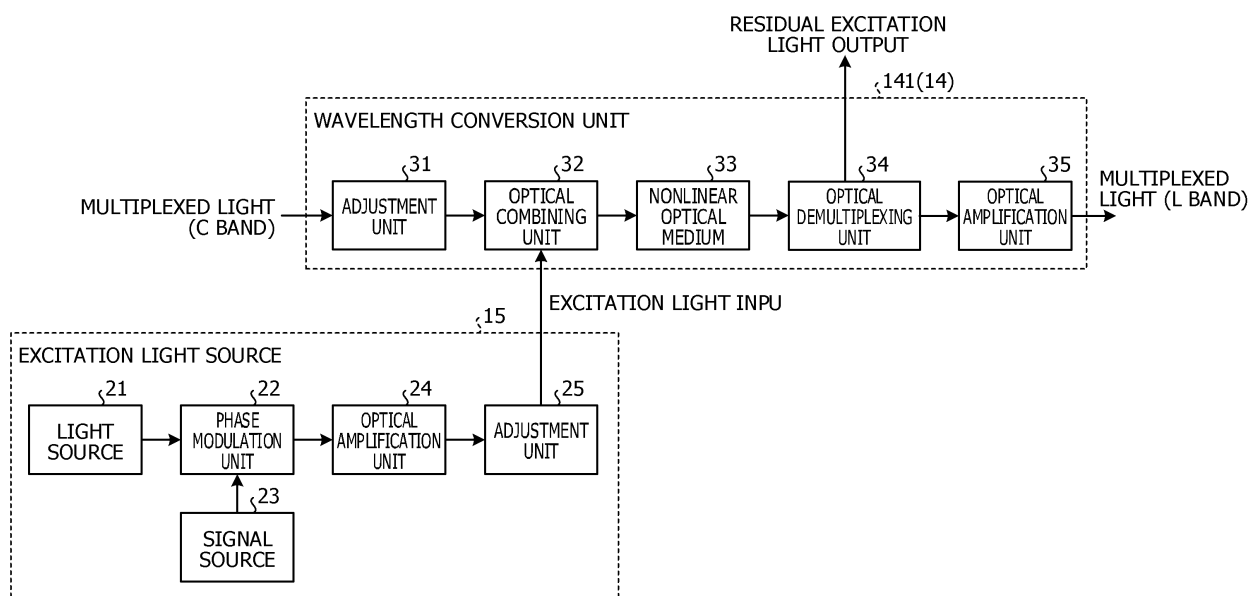 RESIDUAL EXCITATION
LIGHT OUTPUT
141(14)
WAVELENGTH CONVERSION UNIT
31
32
33
34
35
MULTIPLEXED LIGHT
(C BAND)
ADJUSTMENT
UNIT
OPTICAL
COMBINING
UNIT
NONLINEAR
OPTICAL
MEDIUM
OPTICAL
DEMULTIPLEXING
UNIT
OPTICAL
AMPLIFICATION
UNIT
MULTIPLEXED
LIGHT (L BAND)
EXCITATION LIGHT INPU
15
EXCITATION LIGHT SOURCE
21
22
24
25
LIGHT
SOURCE
PHASE
MODULATION
UNIT
OPTICAL
AMPLIFICATION
UNIT
ADJUSTMENT
UNIT
23
SIGNAL
SOURCE